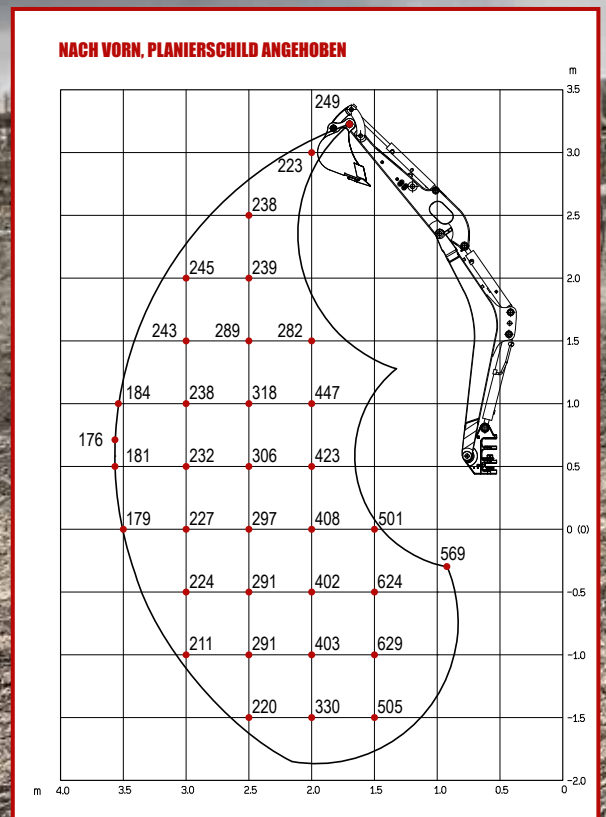 NACH VORN, PLANIERSCHILD ANGEHOBEN
m
3.5
249
3.0
223
238
2.5
245 239
2.0
243 289 282
1.5
184 238 318 447
1.0
176
181 232 306 423
0.5
179 227 297 408 501
0 (0)
569
224 291 402 624
-0.5
211 291 403 629
-1.0
220 330 505
-1.5
-2.0
m 4.0 3.5 3.0 2.5 2.0 1.5 1.0 0.5 0